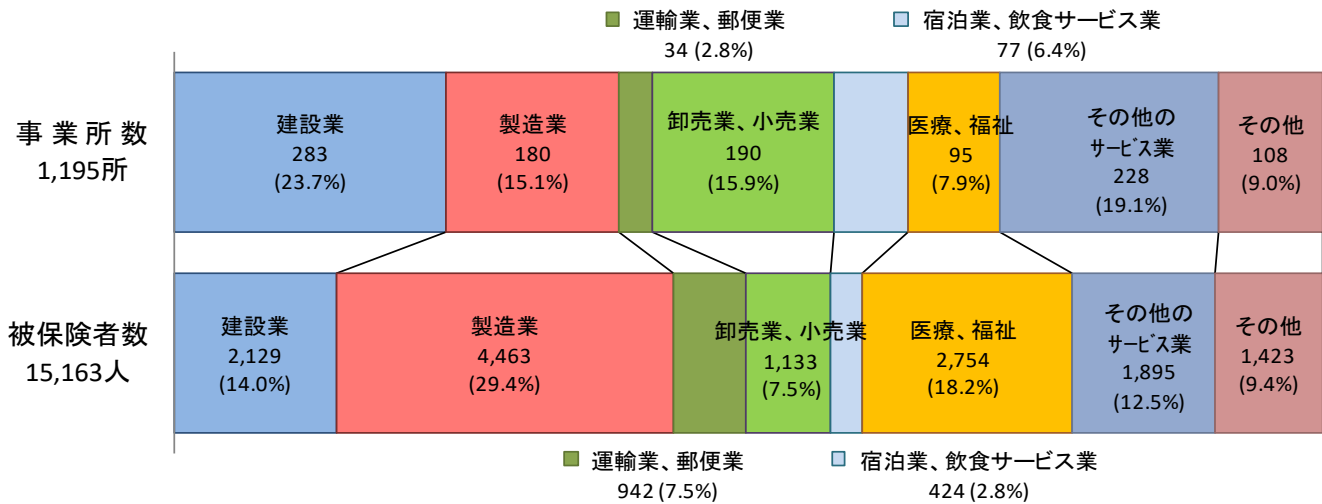 運輸業、郵便業
34 (2.8%)
宿泊業、飲食サービス業
77 (6.4%)
事業所数
1,195所
建設業
283
(23.7%)
製造業
180
(15.1%)
卸売業、小売業
190
(15.9%)
医療、福祉
95
(7.9%)
その他の
サービス業
228
(19.1%)
その他
108
(9.0%)
被保険者数
15,163人
建設業
2,129
(14.0%)
製造業
4,463
(29.4%)
卸売業、小売業
1,133
(7.5%)
医療、福祉
2,754
(18.2%)
その他の
サービス業
1,895
(12.5%)
その他
1,423
(9.4%)
運輸業、郵便業
942 (7.5%)
宿泊業、飲食サービス業
424 (2.8%)